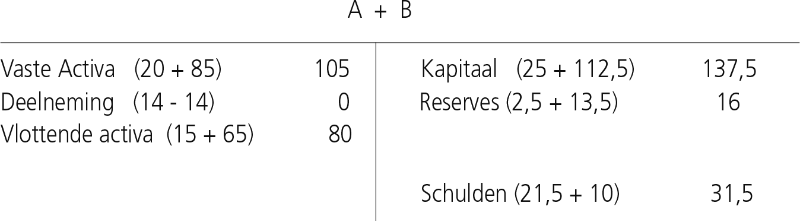 A + B
Vaste Activa (20 + 85) 105 Kapitaal (25 + 112,5) 137,5
Deelneming (14 - 14) 0 Reserves (2,5 + 13,5) 16
Vlottende activa (15 + 65) 80
Schulden (21,5 + 10) 31,5